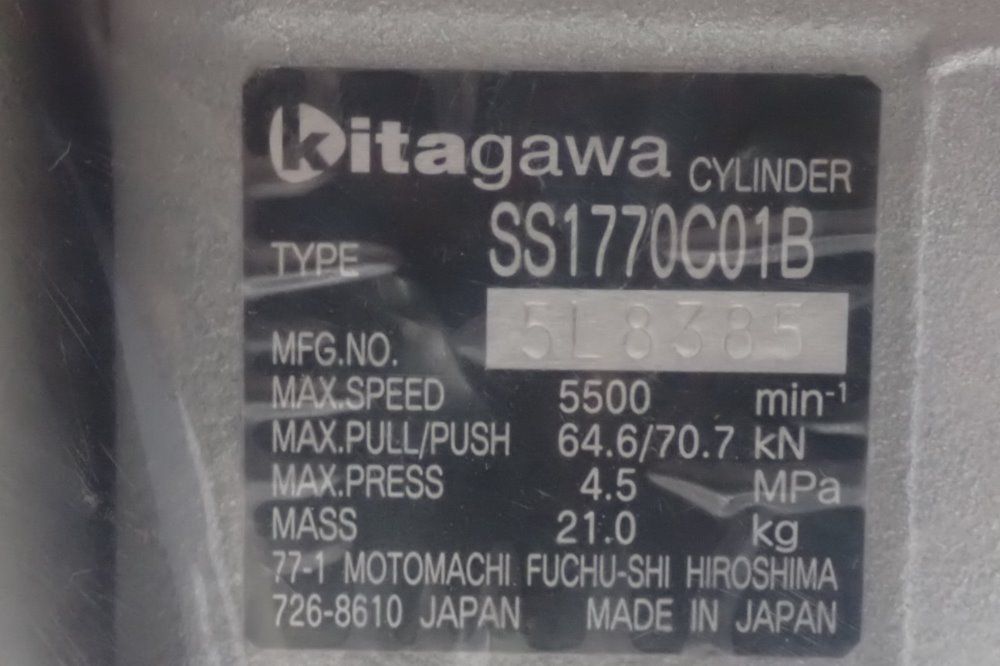 Kitagawa CYLINDER
TYPE SS1770C01B
MFG.NO. 5L8385
MAX.SPEED 5500 min-1
MAX.PULL/PUSH 64.6/70.7 kN
MAX.PRESS 4.5 MPa
MASS 21.0 kg
77-1 MOTOMACHI FUCHU-SHI HIROSHIMA
726-8610 JAPAN MADE IN JAPAN